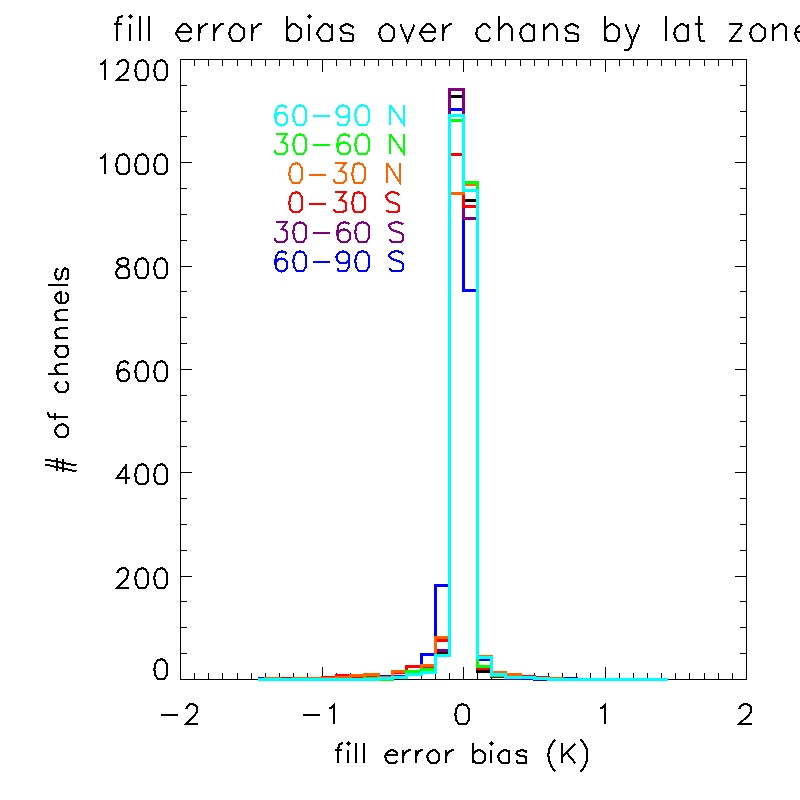 fill error bias over chans by lat zone
1200
1000
800
600
400
200
0
# of channels
60-90 N
30-60 N
0-30 N
0-30 S
30-60 S
60-90 S
-2 -1 0 1 2
fill error bias (K)